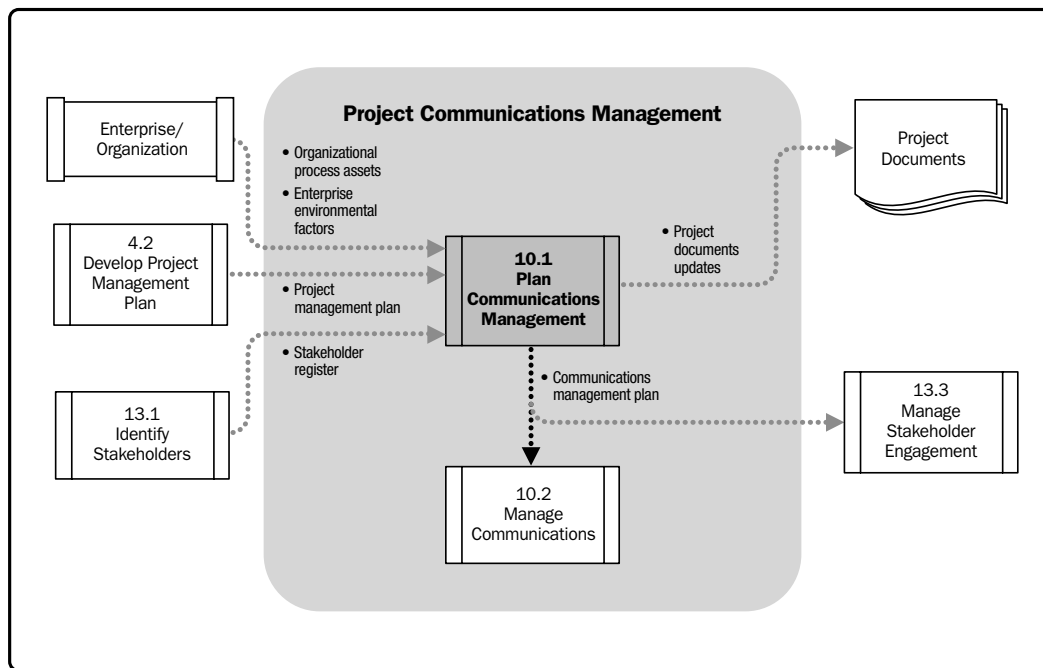 Project Communications Management
Enterprise/
Organization
• Organizational
process assets
• Enterprise
environmental
factors
Project
Documents
4.2
Develop Project
Management
Plan
• Project
management plan
10.1
Plan
Communications
Management
• Project
documents
updates
• Stakeholder
register
13.1
Identify
Stakeholders
• Communications
management plan
13.3
Manage
Stakeholder
Engagement
10.2
Manage
Communications